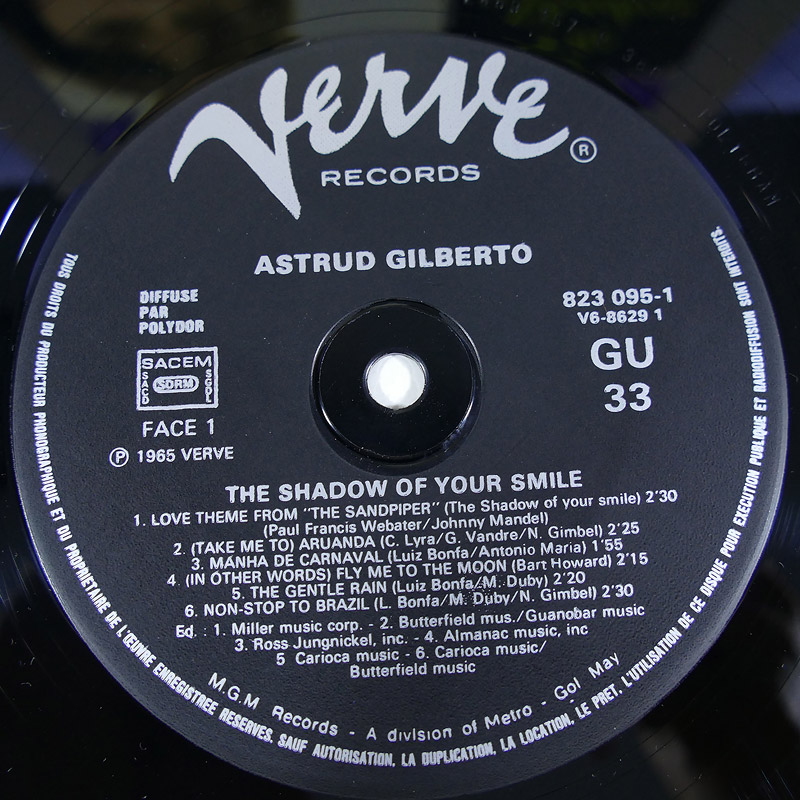 Verve ®
RECORDS
ASTRUD GILBERTO
DIFFUSE
PAR
POLYDOR
SACEM
SACD SDRM SGDL
FACE 1
℗ 1965 VERVE
823 095-1
V6-8629 1
GU
33
THE SHADOW OF YOUR SMILE
1. LOVE THEME FROM "THE SANDPIPER" (The Shadow of your smile) 2'30
(Paul Francis Webater/Johnny Mandel)
2. (TAKE ME TO) ARUANDA (C. Lyra/G. Vandre/N. Gimbel) 2'25
3. MANHA DE CARNAVAL (Luiz Bonfa/Antonio Maria) 1'55
4. (IN OTHER WORDS) FLY ME TO THE MOON (Bart Howard) 2'15
5. THE GENTLE RAIN (Luiz Bonfa/M. Duby) 2'20
6. NON-STOP TO BRAZIL (L. Bonfa/M. Duby/N. Gimbel) 2'30
Ed. : 1. Miller music corp. - 2. Butterfield mus./Guanobar music
3. Ross Jungnickel, inc. - 4. Almanac music, inc
5 Carioca music - 6. Carioca music/
Butterfield music
M.G.M Records - A division of Metro - Gol May
TOUS DROITS DU PRODUCTEUR PHONOGRAPHIQUE ET DU PROPRIETAIRE DE L'ŒUVRE ENREGISTREE RESERVES. SAUF AUTORISATION, LA DUPLICATION, LA LOCATION, LE PRET, L'UTILISATION DE CE DISQUE POUR EXECUTION PUBLIQUE ET RADIODIFFUSION SONT INTERDITS.